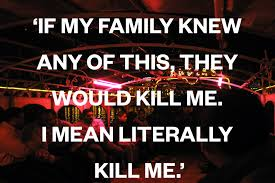 ‘IF MY FAMILY KNEW
ANY OF THIS, THEY
WOULD KILL ME.
I MEAN LITERALLY
KILL ME.’